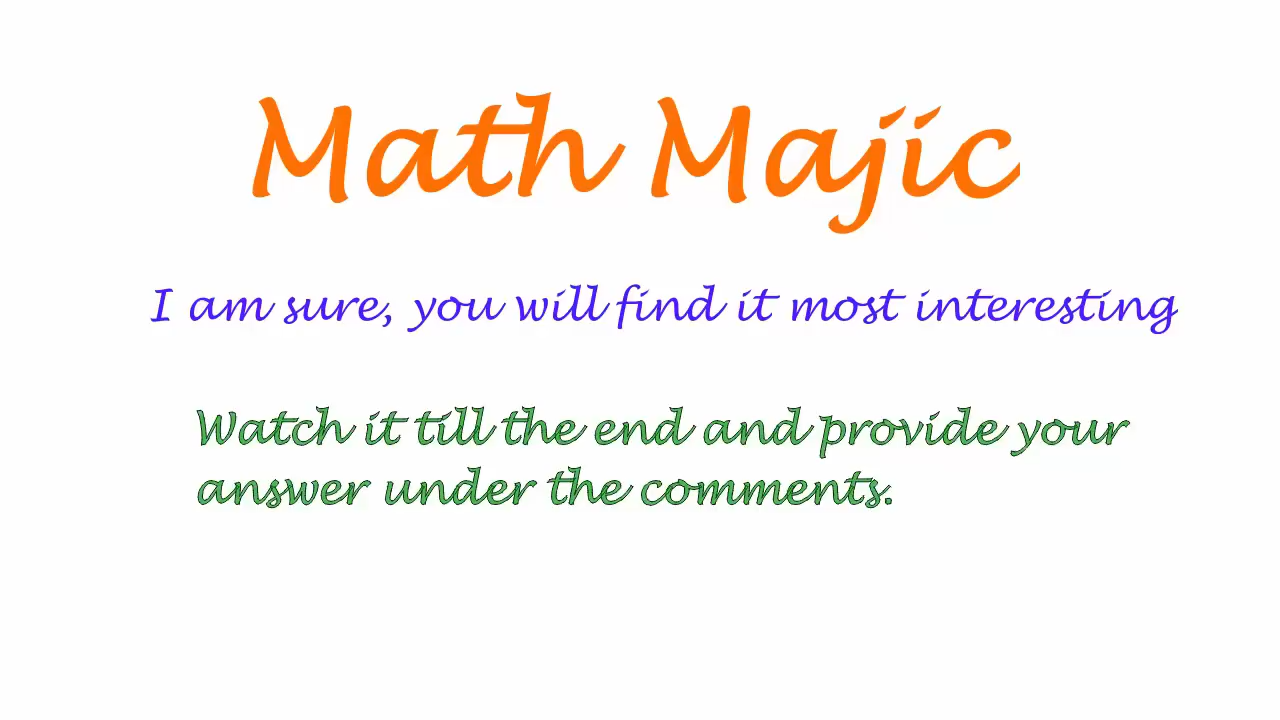 Math Majic
I am sure, you will find it most interesting
Watch it till the end and provide your
answer under the comments.